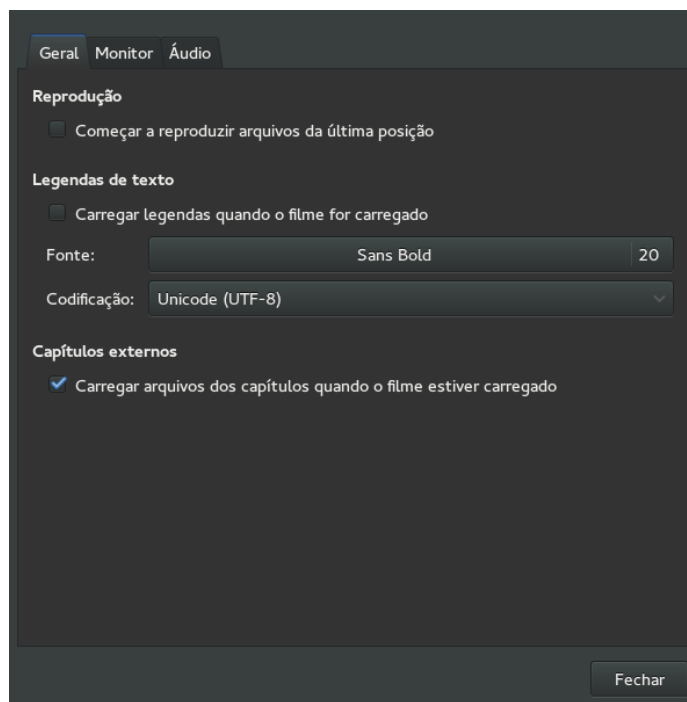 Geral Monitor Áudio
Reprodução
Começar a reproduzir arquivos da última posição
Legendas de texto
Carregar legendas quando o filme for carregado
Fonte: Sans Bold 20
Codificação: Unicode (UTF-8)
Capítulos externos
Carregar arquivos dos capítulos quando o filme estiver carregado
Fechar